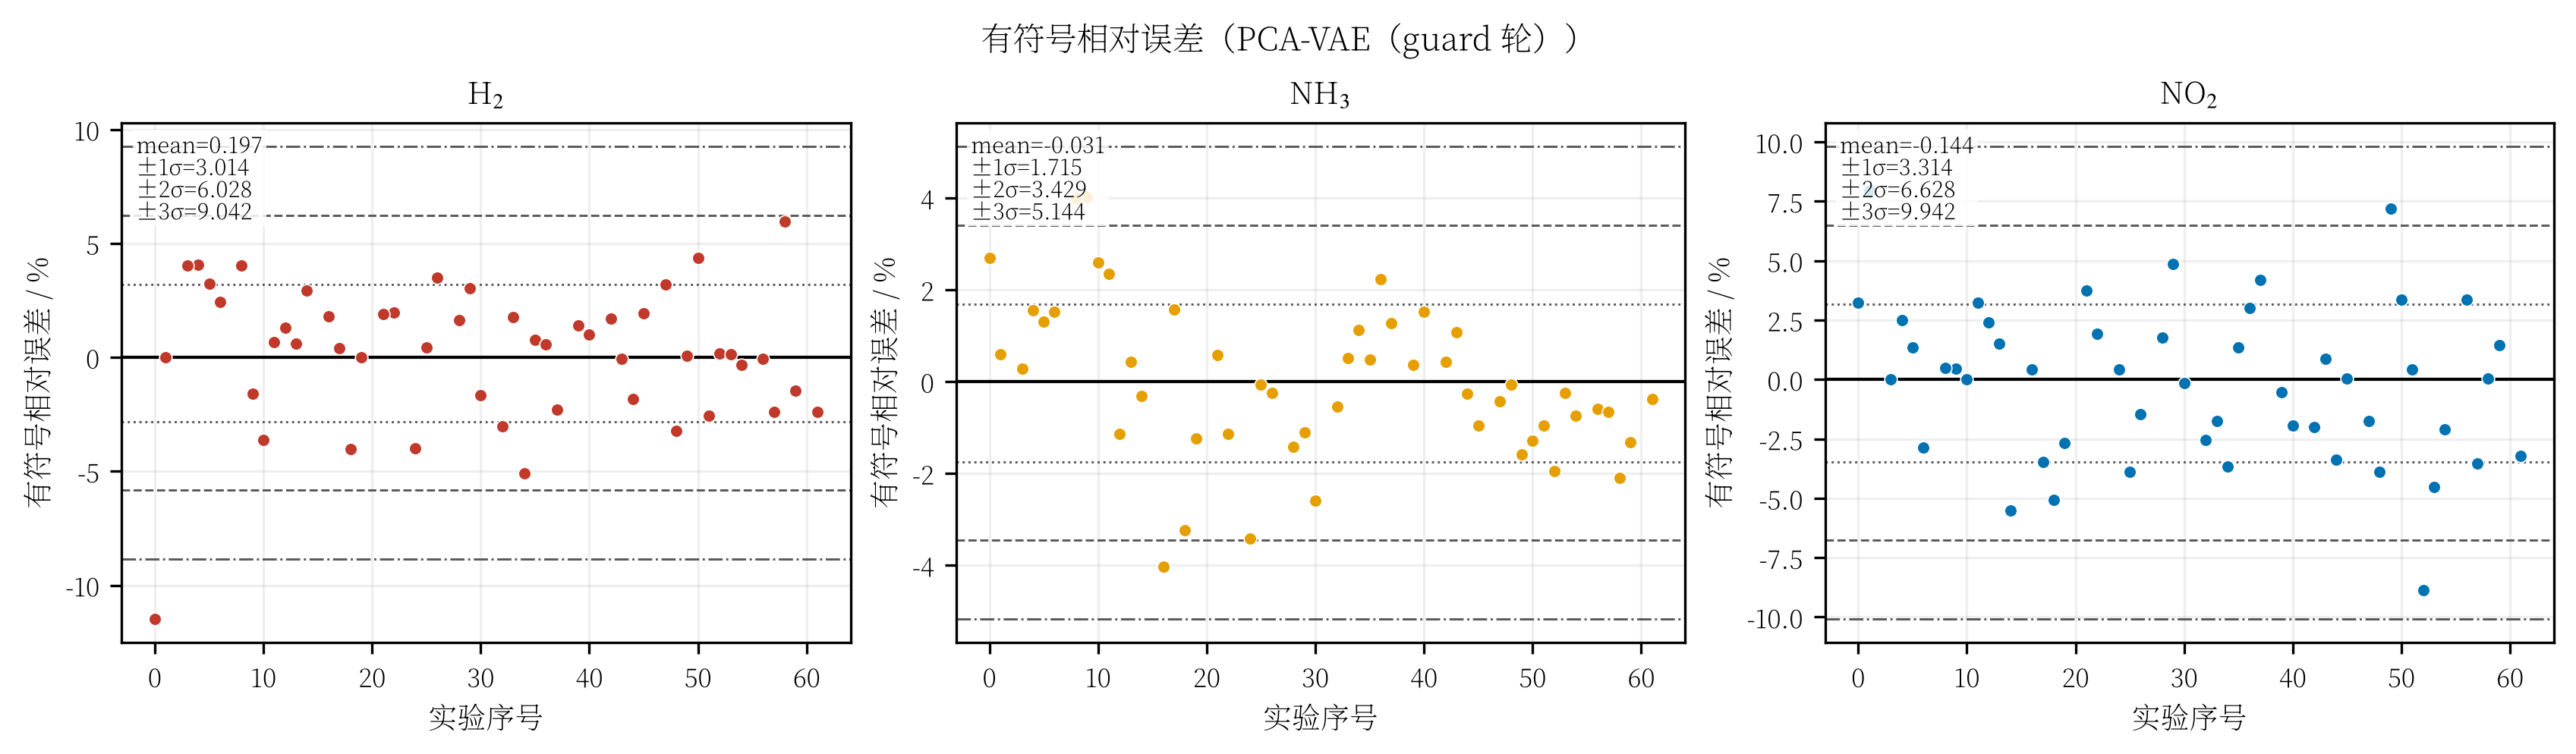 有符号相对误差（PCA-VAE（guard 轮））
H₂
有符号相对误差 / %
10
5
0
-5
-10
mean=0.197
±1σ=3.014
±2σ=6.028
±3σ=9.042
0 10 20 30 40 50 60
实验序号
NH₃
有符号相对误差 / %
4
2
0
-2
-4
mean=-0.031
±1σ=1.715
±2σ=3.429
±3σ=5.144
0 10 20 30 40 50 60
实验序号
NO₂
有符号相对误差 / %
10.0
7.5
5.0
2.5
0.0
-2.5
-5.0
-7.5
-10.0
mean=-0.144
±1σ=3.314
±2σ=6.628
±3σ=9.942
0 10 20 30 40 50 60
实验序号